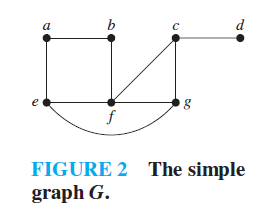 a b c d
e f g
FIGURE 2 The simple
graph G.